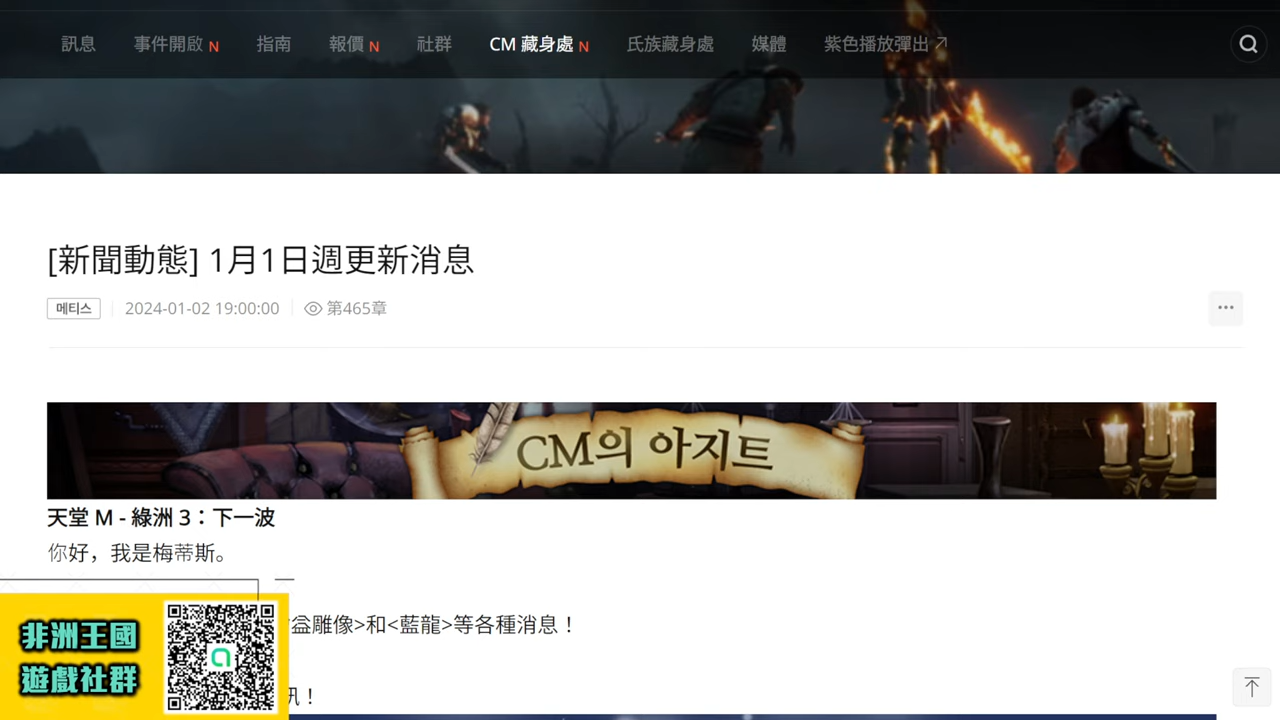 訊息 事件開啟 N 指南 報價 N 社群 CM 藏身處 N 氏族藏身處 媒體 紫色播放彈出
[新聞動態] 1月1日週更新消息
메티스 2024-01-02 19:00:00 第465章
CM의 아지트
天堂 M - 綠洲 3：下一波
你好，我是梅蒂斯。
益雕像>和<藍龍>等各種消息！
訊！
非洲王國
遊戲社群